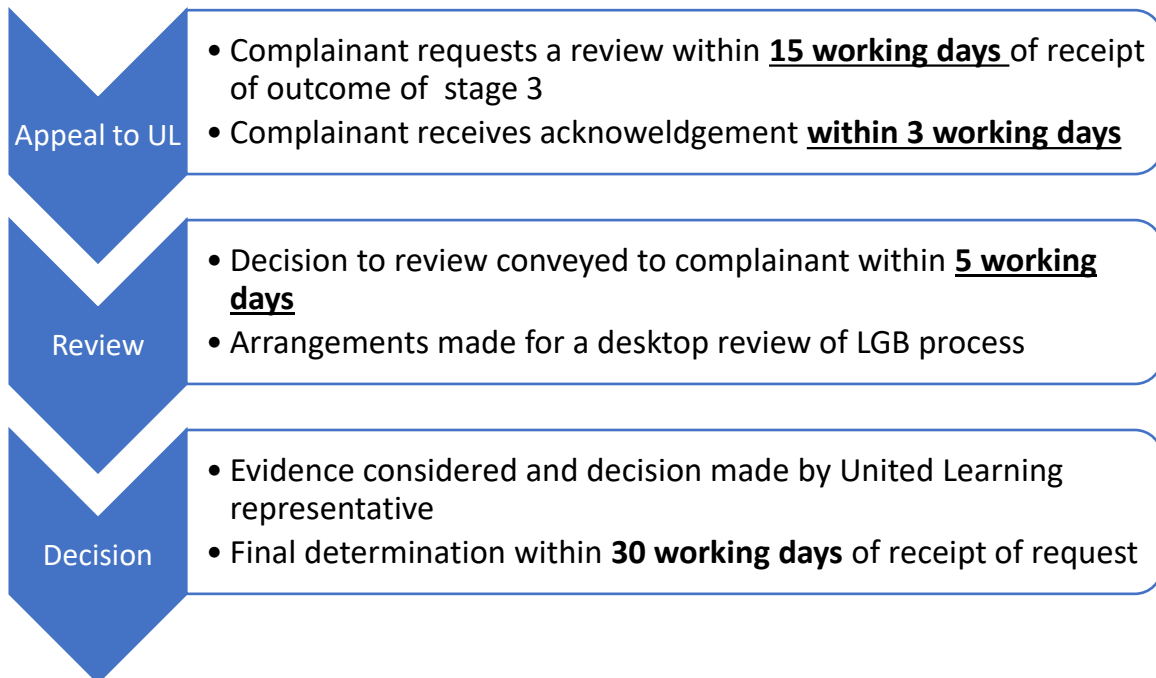 Appeal to UL
• Complainant requests a review within 15 working days of receipt
of outcome of stage 3
• Complainant receives acknoweldgement within 3 working days
Review
• Decision to review conveyed to complainant within 5 working
days
• Arrangements made for a desktop review of LGB process
Decision
• Evidence considered and decision made by United Learning
representative
• Final determination within 30 working days of receipt of request